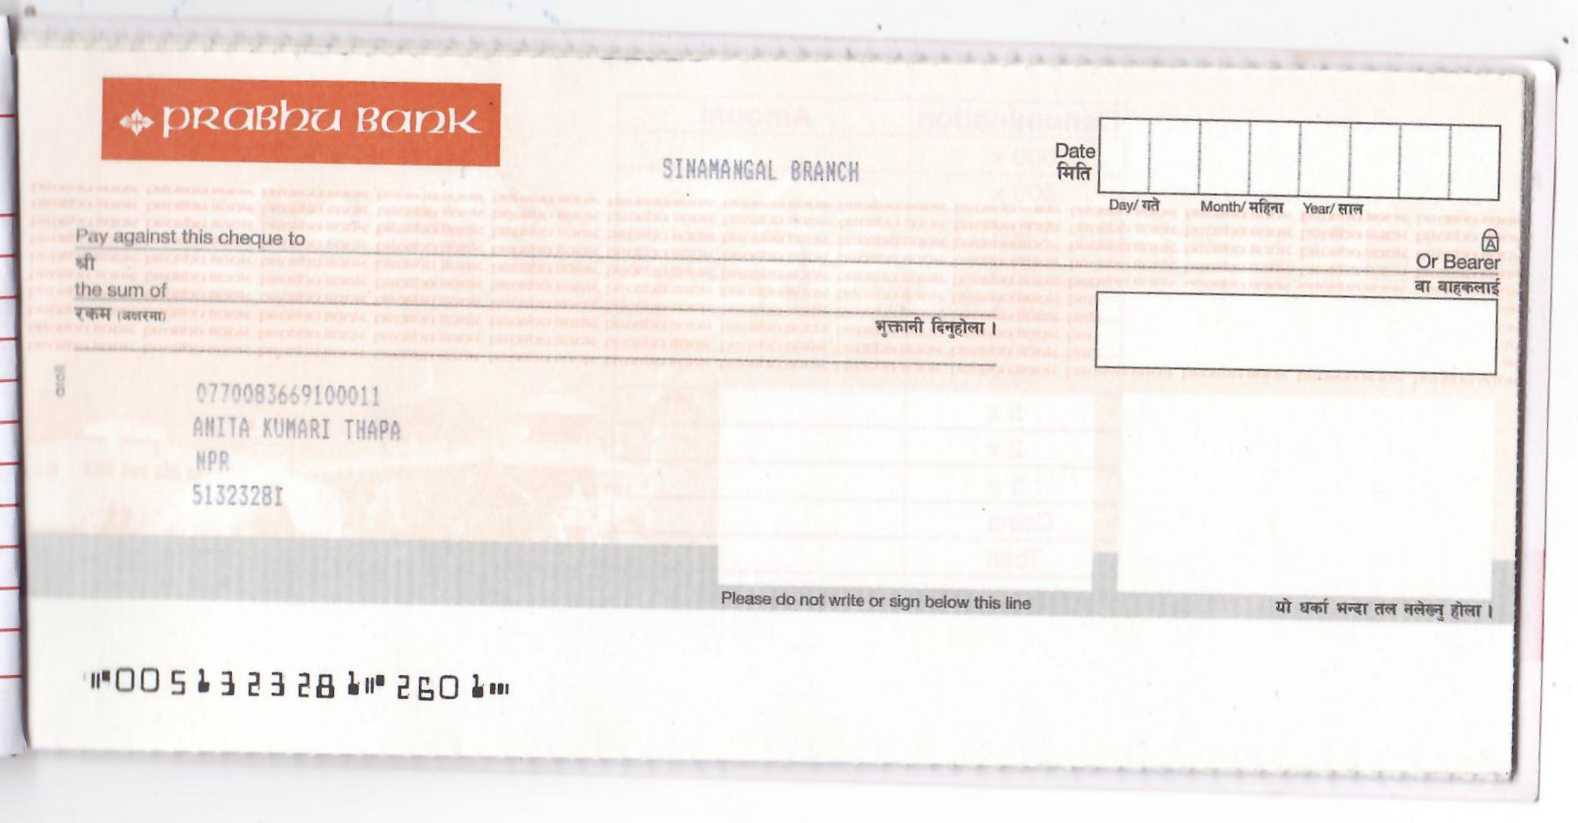 PRABHU BANK
SINAMANGAL BRANCH
Date
मिति
Day/ गते Month/ महिना Year/ साल
Pay against this cheque to
श्री
Or Bearer
वा वाहकलाई
the sum of
रकम (अक्षरमा)
भुक्तानी दिनुहोला ।
0770083669100011
ANITA KUMARI THAPA
NPR
51323281
Please do not write or sign below this line
यो धर्का भन्दा तल नलेख्नु होला ।
0051323281 2601